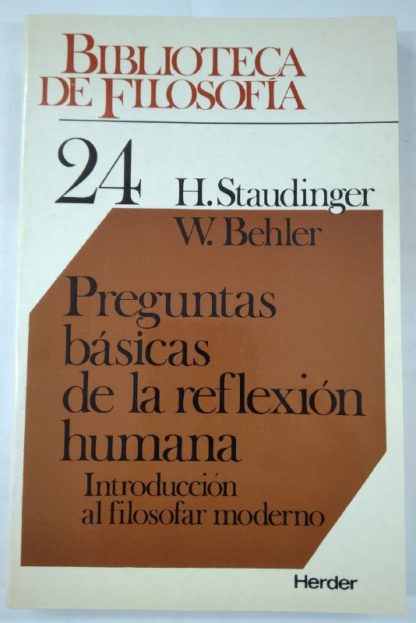 BIBLIOTECA
DE FILOSOFÍA
24
H. Staudinger
W. Behler
Preguntas
básicas
de la reflexión
humana
Introducción
al filosofar moderno
Herder